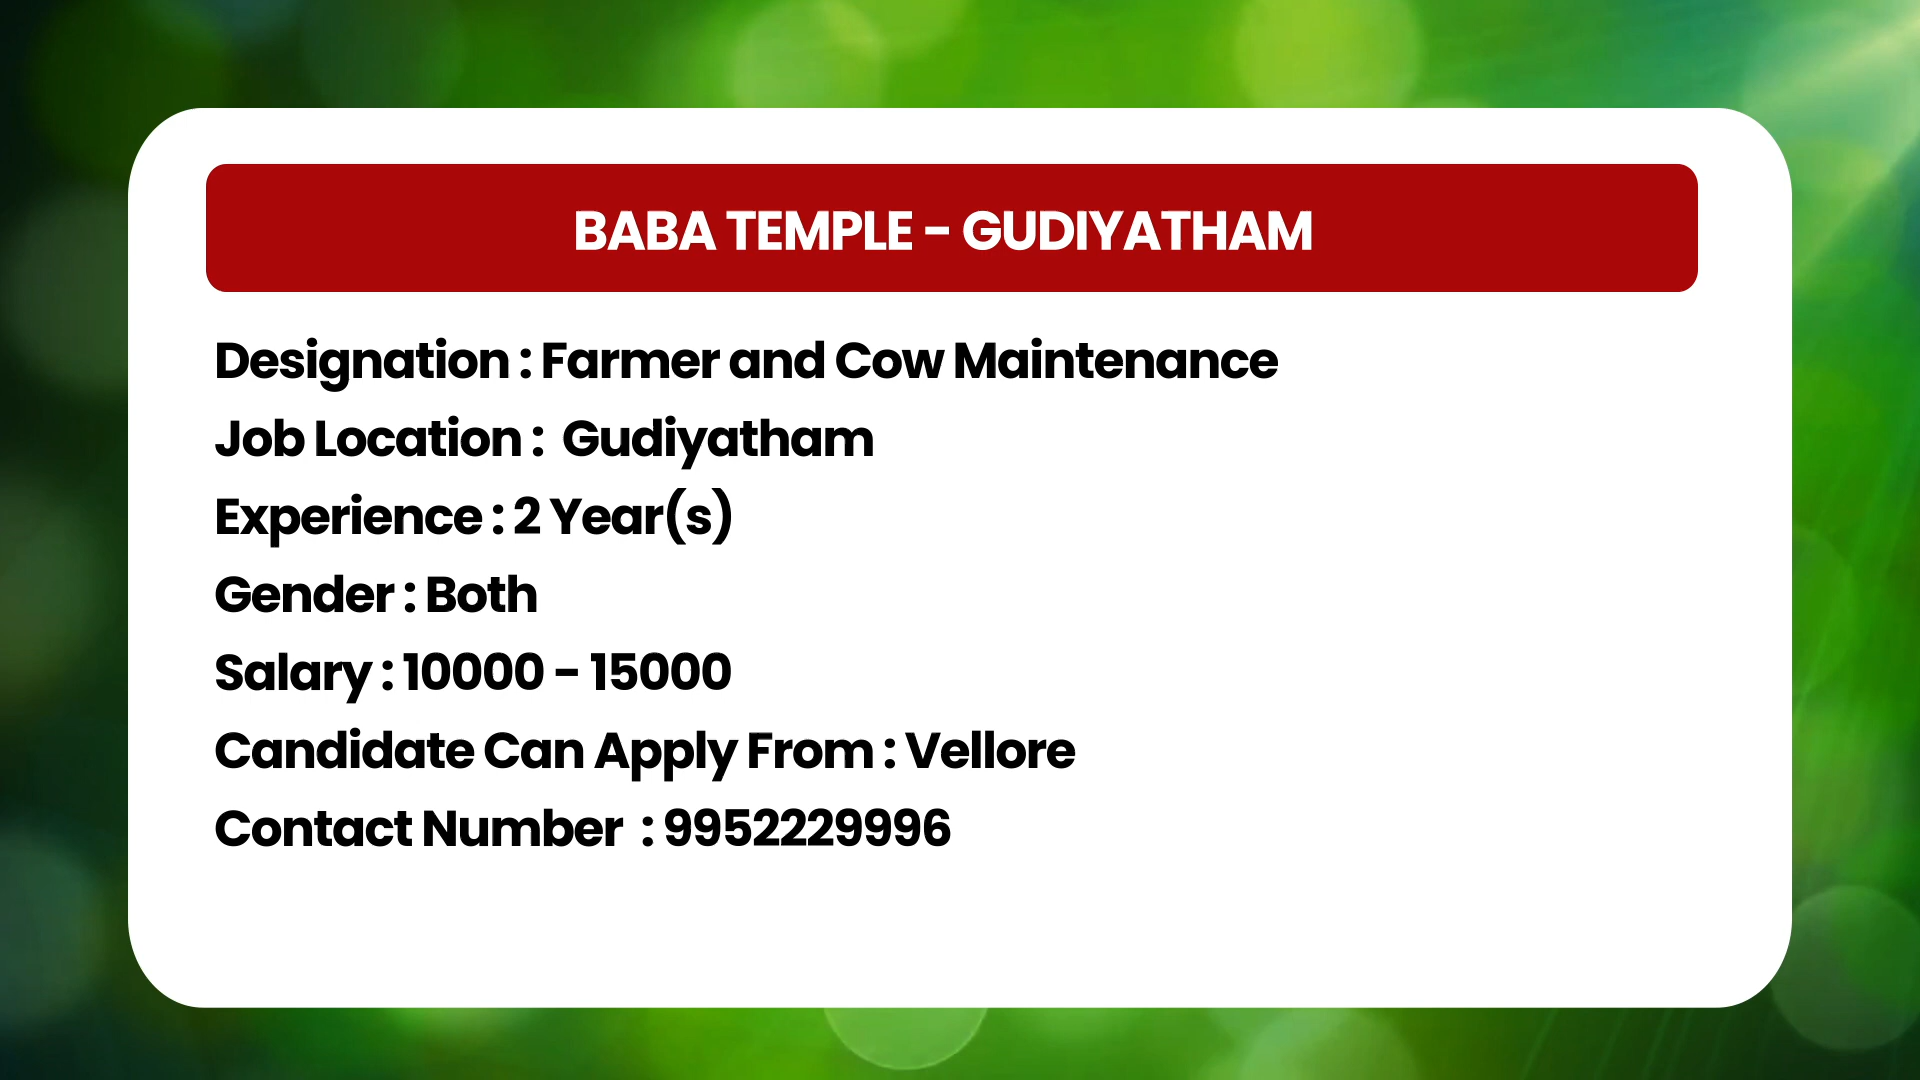 BABA TEMPLE - GUDIYATHAM
Designation : Farmer and Cow Maintenance
Job Location : Gudiyatham
Experience : 2 Year(s)
Gender : Both
Salary : 10000 - 15000
Candidate Can Apply From : Vellore
Contact Number : 9952229996